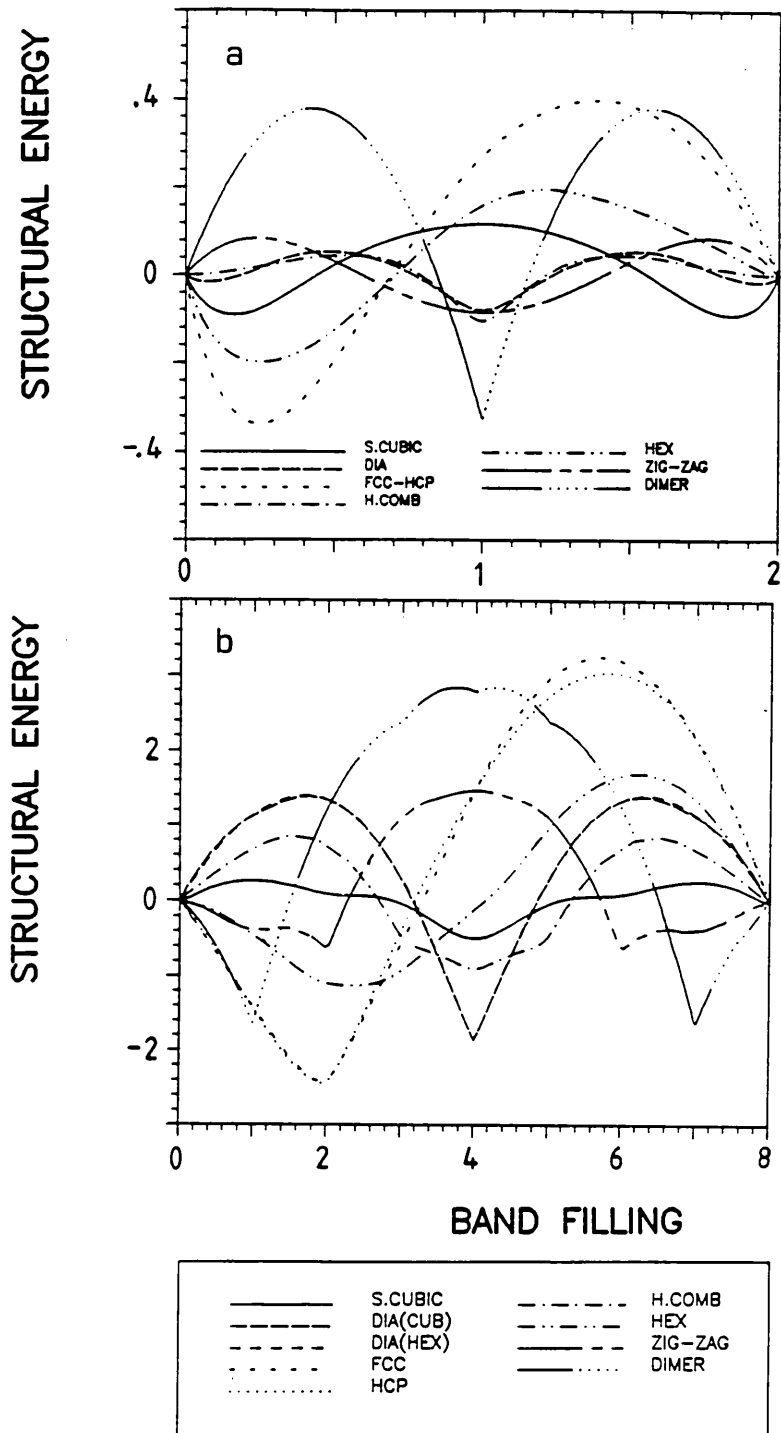 a
STRUCTURAL ENERGY
.4
0
-.4
S.CUBIC
DIA
FCC-HCP
H.COMB
HEX
ZIG-ZAG
DIMER
0 1 2
b
STRUCTURAL ENERGY
2
0
-2
0 2 4 6 8
BAND FILLING
S.CUBIC
DIA(CUB)
DIA(HEX)
FCC
HCP
H.COMB
HEX
ZIG-ZAG
DIMER